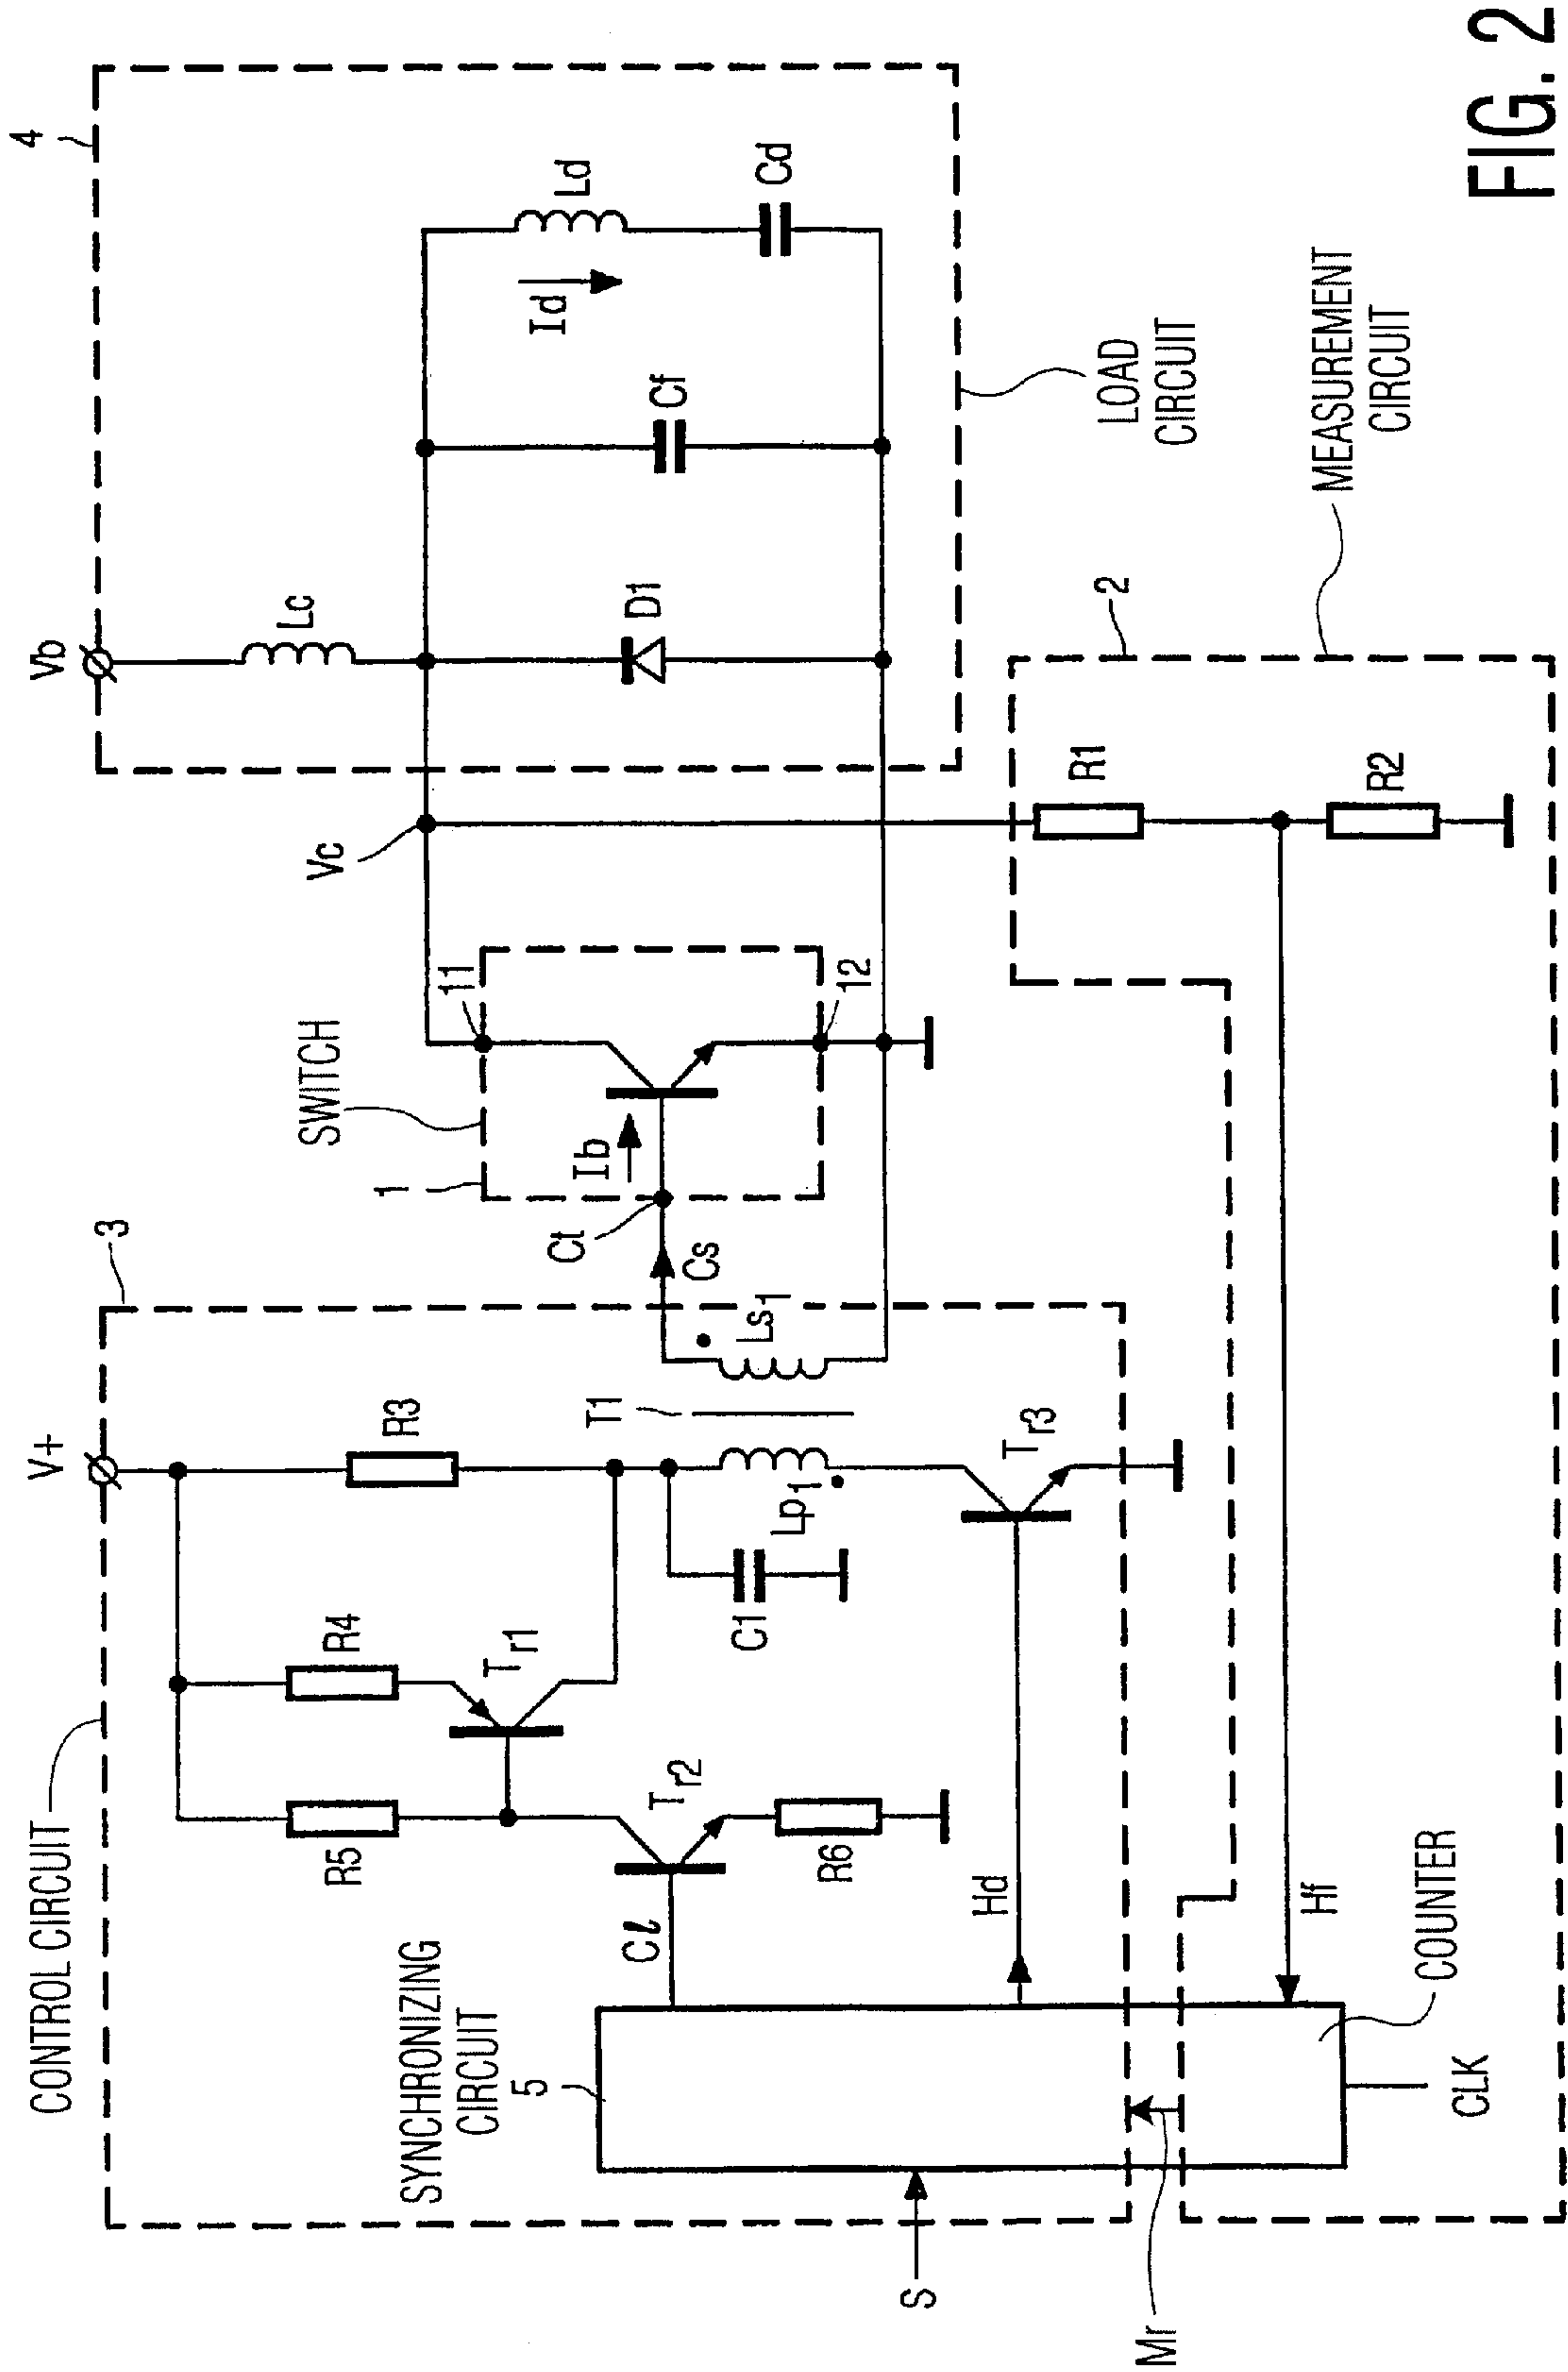 CONTROL CIRCUIT
V+
3
R5
R4
R3
Tr1
SYNCHRONIZING
CIRCUIT
5
Cℓ
Tr2
R6
C1
Lp1
T1
Ls1
Tr3
Hd
S
Mr
CLK
COUNTER
Hf
SWITCH
1
11
Ib
Ct
Cs
12
Vc
Vb
4
Lc
D1
Cf
Id
Ld
Cd
LOAD
CIRCUIT
2
R1
R2
MEASUREMENT
CIRCUIT
FIG. 2